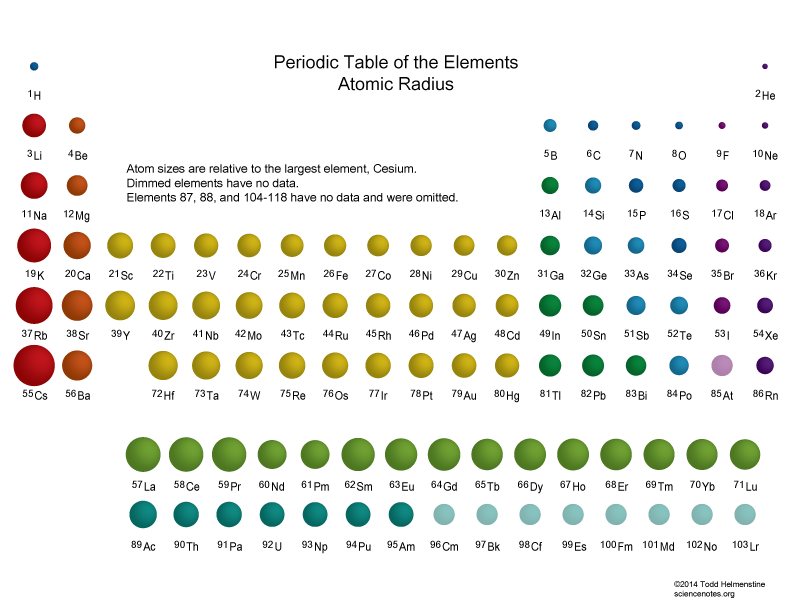 Periodic Table of the Elements
Atomic Radius
1H 2He
3Li 4Be 5B 6C 7N 8O 9F 10Ne
Atom sizes are relative to the largest element, Cesium.
Dimmed elements have no data.
Elements 87, 88, and 104-118 have no data and were omitted.
11Na 12Mg 13Al 14Si 15P 16S 17Cl 18Ar
19K 20Ca 21Sc 22Ti 23V 24Cr 25Mn 26Fe 27Co 28Ni 29Cu 30Zn 31Ga 32Ge 33As 34Se 35Br 36Kr
37Rb 38Sr 39Y 40Zr 41Nb 42Mo 43Tc 44Ru 45Rh 46Pd 47Ag 48Cd 49In 50Sn 51Sb 52Te 53I 54Xe
55Cs 56Ba 72Hf 73Ta 74W 75Re 76Os 77Ir 78Pt 79Au 80Hg 81Tl 82Pb 83Bi 84Po 85At 86Rn
57La 58Ce 59Pr 60Nd 61Pm 62Sm 63Eu 64Gd 65Tb 66Dy 67Ho 68Er 69Tm 70Yb 71Lu
89Ac 90Th 91Pa 92U 93Np 94Pu 95Am 96Cm 97Bk 98Cf 99Es 100Fm 101Md 102No 103Lr
©2014 Todd Helmenstine
sciencenotes.org